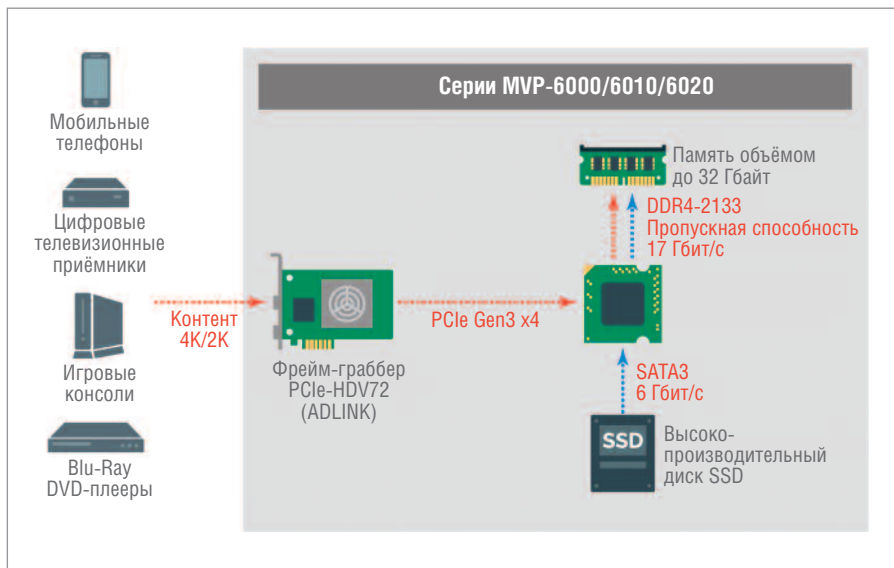 Серии MVP-6000/6010/6020
Мобильные
телефоны
Цифровые
телевизионные
приёмники
Игровые
консоли
Blu-Ray
DVD-плееры
Контент
4K/2K
Фрейм-граббер
PCIe-HDV72
(ADLINK)
PCIe Gen3 x4
Память объёмом
до 32 Гбайт
DDR4-2133
Пропускная способность
17 Гбит/с
SATA3
6 Гбит/с
SSD
Высоко-
производительный
диск SSD